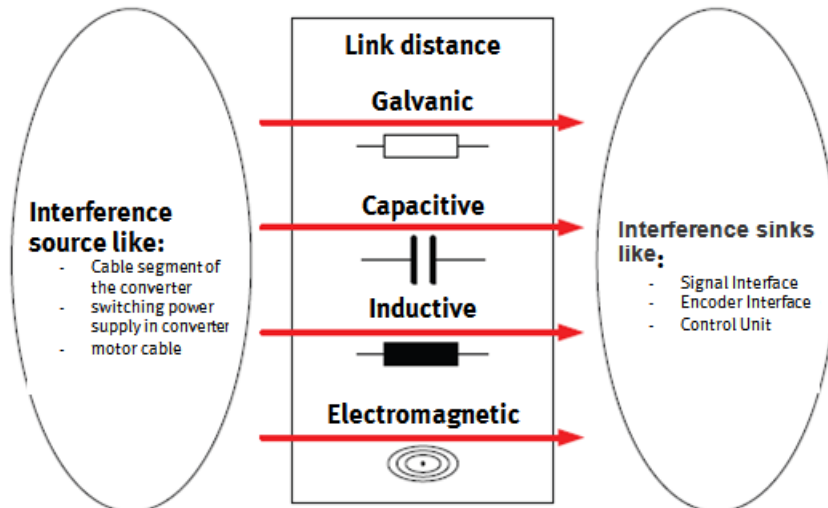 Link distance
Galvanic
Capacitive
Inductive
Electromagnetic
Interference
source like:
- Cable segment of
the converter
- switching power
supply in converter
- motor cable
Interference sinks
like:
- Signal Interface
- Encoder Interface
- Control Unit